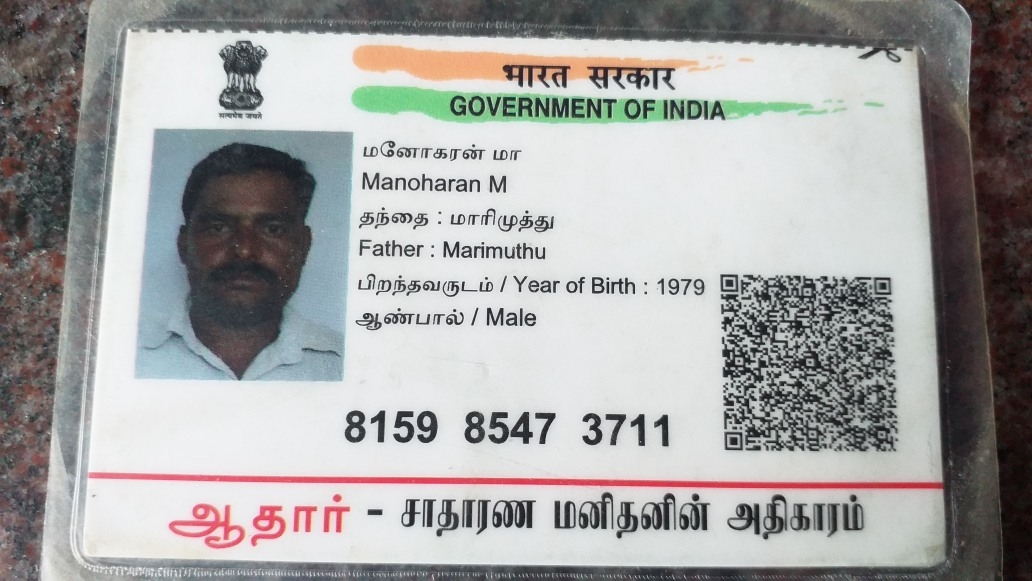 सत्यमेव जयते
भारत सरकार
GOVERNMENT OF INDIA
மனோகரன் மா
Manoharan M
தந்தை : மாரிமுத்து
Father : Marimuthu
பிறந்தவருடம் / Year of Birth : 1979
ஆண்பால் / Male
8159 8547 3711
ஆதார் - சாதாரண மனிதனின் அதிகாரம்